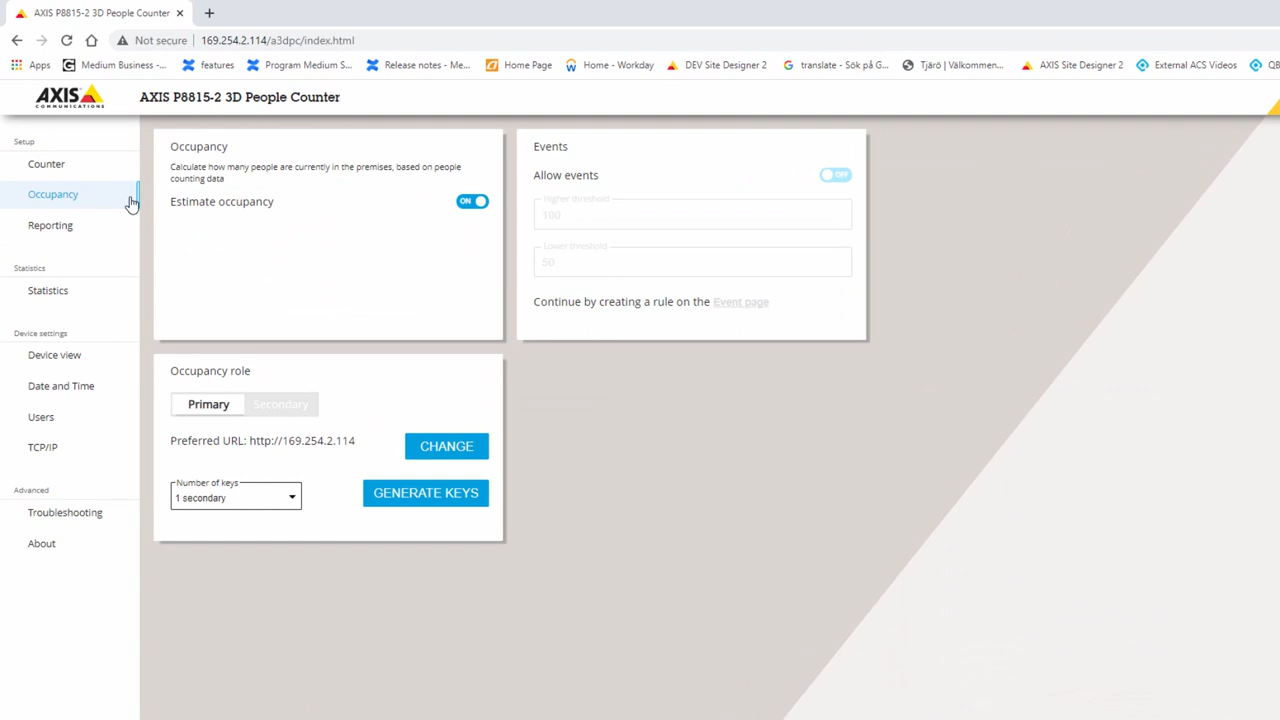 AXIS P8815-2 3D People Counter
Not secure
169.254.2.114/a3dpc/index.html
Apps
Medium Business -...
features
Program Medium S...
Release notes - Me...
Home Page
Home - Workday
DEV Site Designer 2
translate - Sök på G...
Tjärö | Välkommen...
AXIS Site Designer 2
External ACS Videos
QB
AXIS
COMMUNICATIONS
AXIS P8815-2 3D People Counter
Setup
Counter
Occupancy
Reporting
Statistics
Statistics
Device settings
Device view
Date and Time
Users
TCP/IP
Advanced
Troubleshooting
About
Occupancy
Calculate how many people are currently in the premises, based on people
counting data
Estimate occupancy
ON
Events
Allow events
OFF
Higher threshold
100
Lower threshold
50
Continue by creating a rule on the Event page
Occupancy role
Primary
Secondary
Preferred URL: http://169.254.2.114
CHANGE
Number of keys
1 secondary
GENERATE KEYS